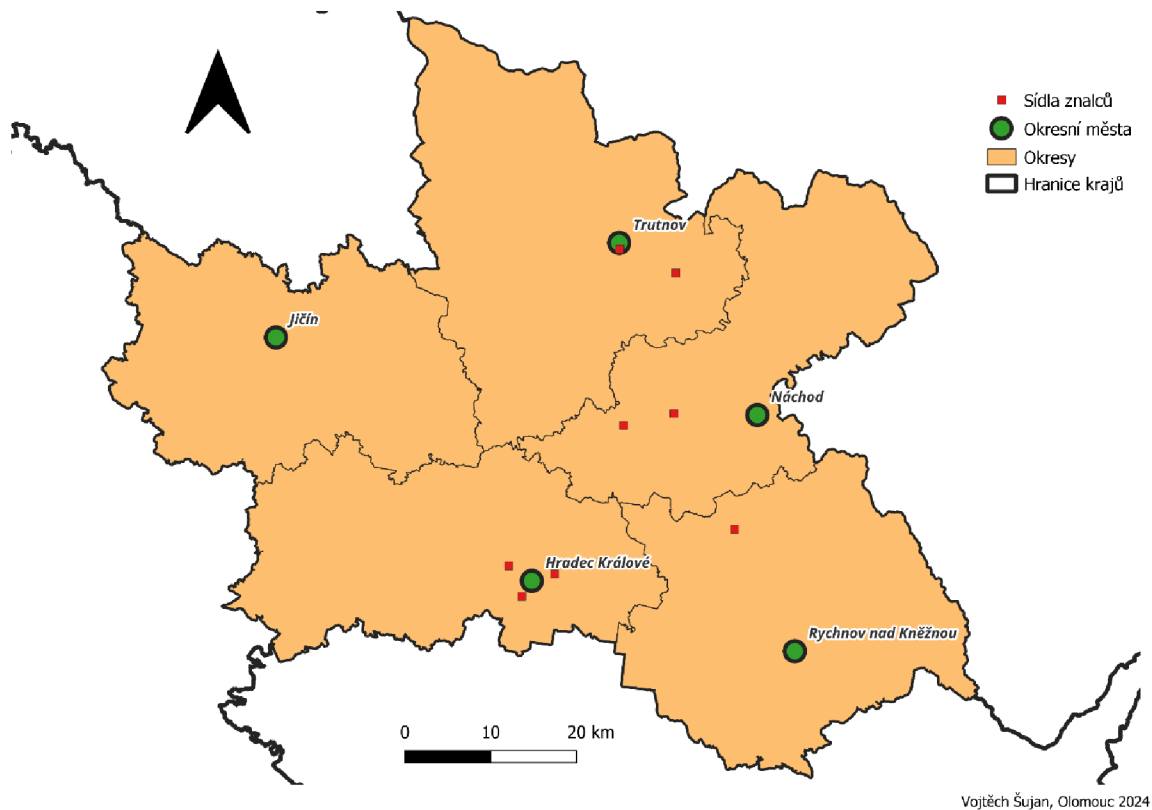 Sídla znalců
Okresní města
Okresy
Hranice krajů
Trutnov
Jičín
Náchod
Hradec Králové
Rychnov nad Kněžnou
0 10 20 km
Vojtěch Šujan, Olomouc 2024